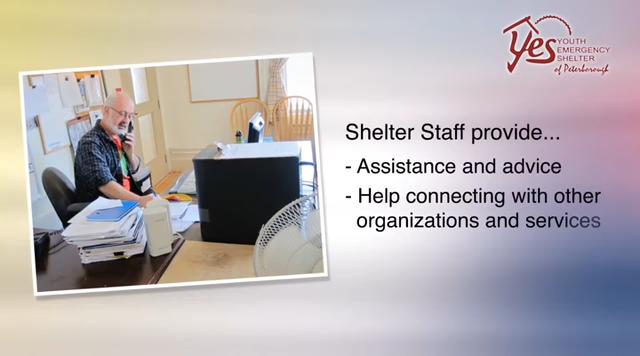 Yes YOUTH
EMERGENCY
SHELTER
of Peterborough
Shelter Staff provide...
- Assistance and advice
- Help connecting with other
organizations and services